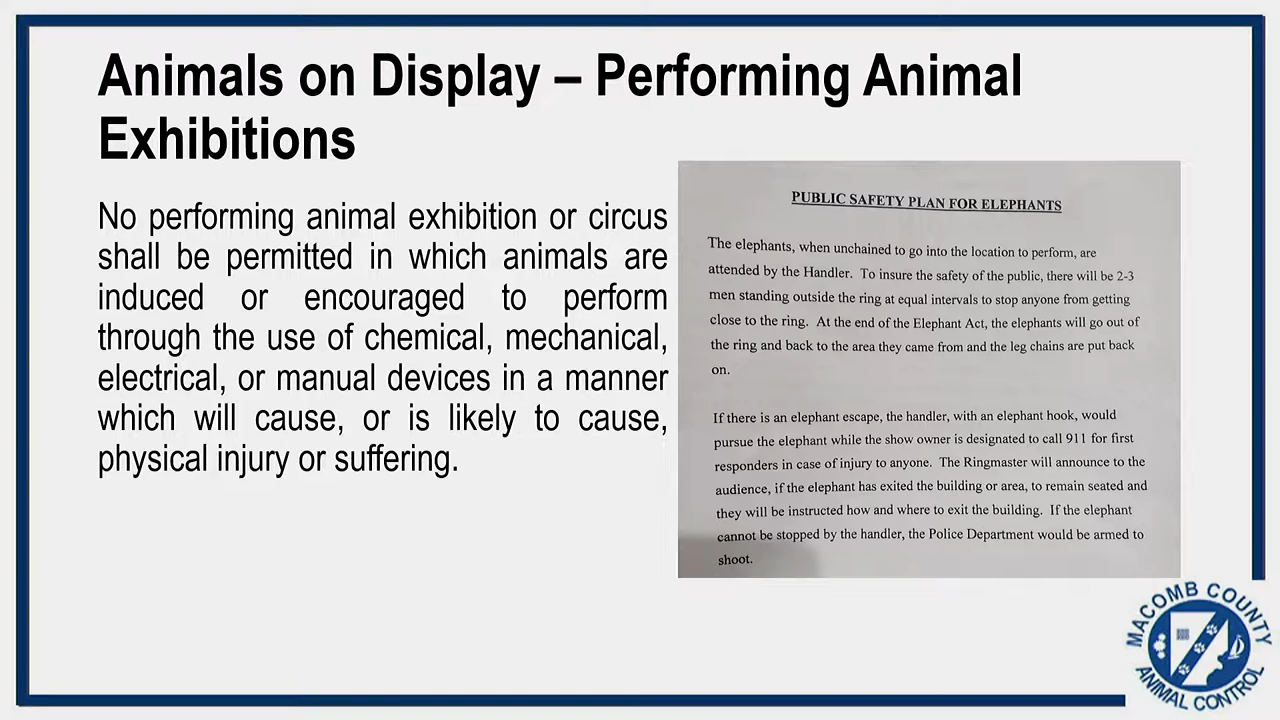 Animals on Display – Performing Animal
Exhibitions
No performing animal exhibition or circus
shall be permitted in which animals are
induced or encouraged to perform
through the use of chemical, mechanical,
electrical, or manual devices in a manner
which will cause, or is likely to cause,
physical injury or suffering.
PUBLIC SAFETY PLAN FOR ELEPHANTS
The elephants, when unchained to go into the location to perform, are
attended by the Handler. To insure the safety of the public, there will be 2-3
men standing outside the ring at equal intervals to stop anyone from getting
close to the ring. At the end of the Elephant Act, the elephants will go out of
the ring and back to the area they came from and the leg chains are put back
on.
If there is an elephant escape, the handler, with an elephant hook, would
pursue the elephant while the show owner is designated to call 911 for first
responders in case of injury to anyone. The Ringmaster will announce to the
audience, if the elephant has exited the building or area, to remain seated and
they will be instructed how and where to exit the building. If the elephant
cannot be stopped by the handler, the Police Department would be armed to
shoot.
MACOMB COUNTY
ANIMAL CONTROL